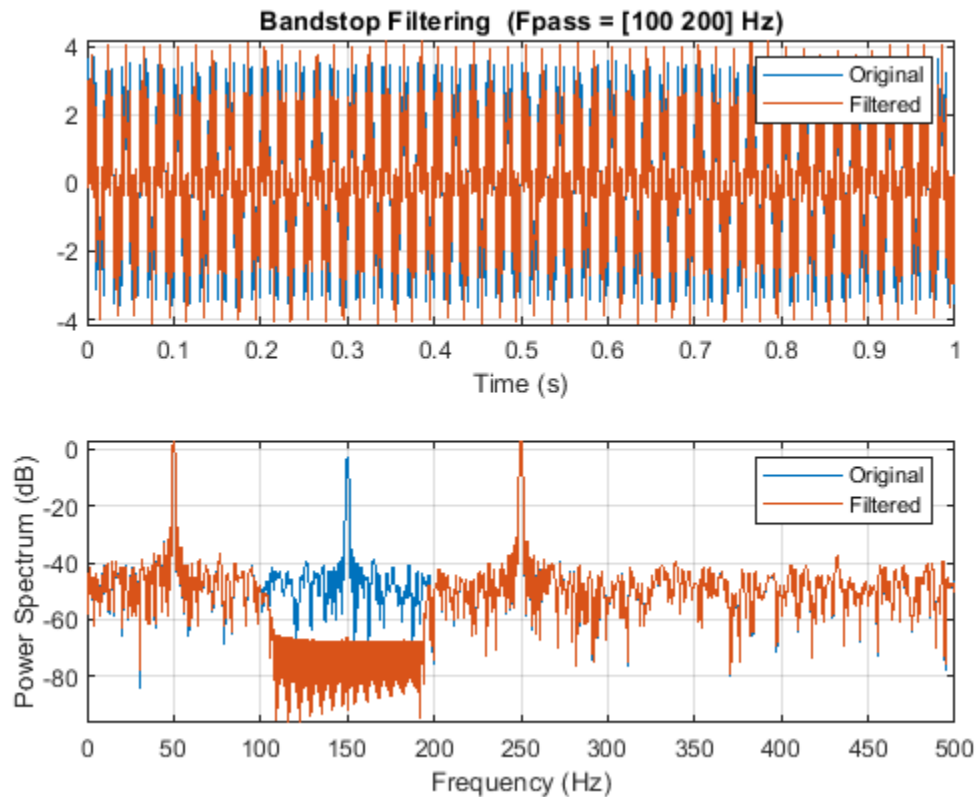 Bandstop Filtering (Fpass = [100 200] Hz)
4
2
0
-2
-4
Original
Filtered
0 0.1 0.2 0.3 0.4 0.5 0.6 0.7 0.8 0.9 1
Time (s)
Power Spectrum (dB)
0
-20
-40
-60
-80
Original
Filtered
0 50 100 150 200 250 300 350 400 450 500
Frequency (Hz)